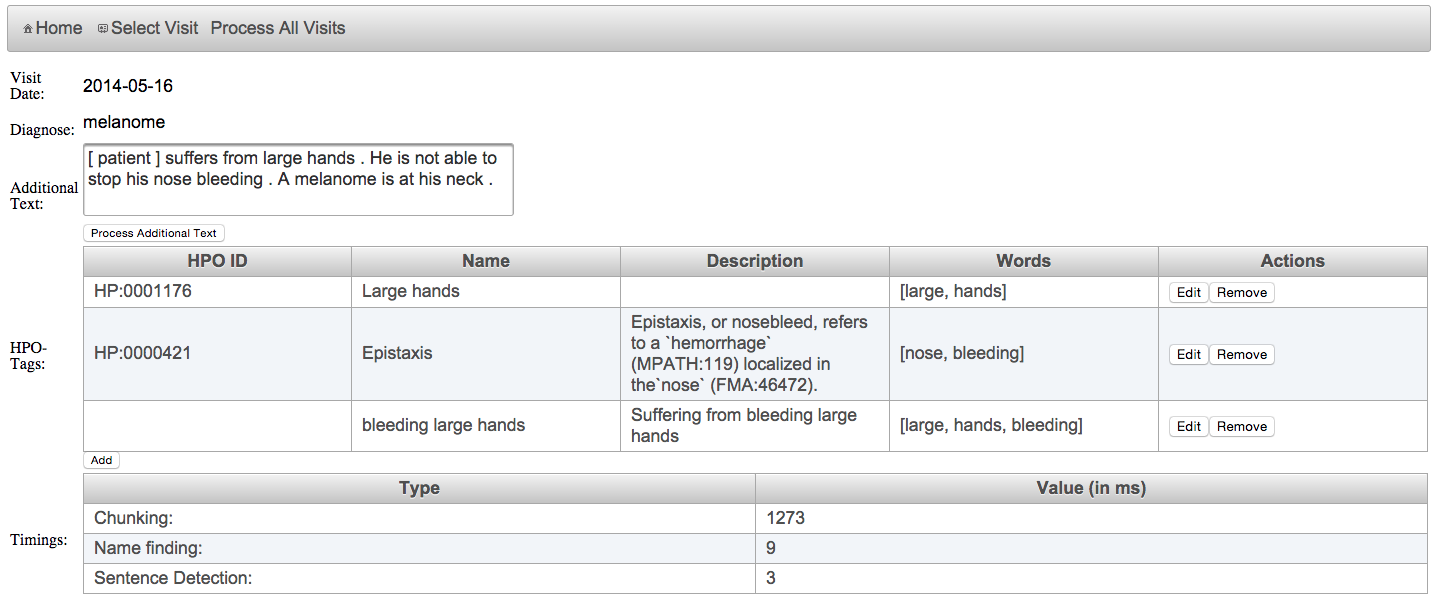 Home Select Visit Process All Visits
Visit Date: 2014-05-16
Diagnose: melanome
Additional Text:
[ patient ] suffers from large hands . He is not able to
stop his nose bleeding . A melanome is at his neck .
Process Additional Text
HPO-Tags:
HPO ID Name Description Words Actions
HP:0001176 Large hands [large, hands] Edit Remove
HP:0000421 Epistaxis
Epistaxis, or nosebleed, refers
to a `hemorrhage`
(MPATH:119) localized in
the`nose` (FMA:46472).
[nose, bleeding] Edit Remove
bleeding large hands
Suffering from bleeding large
hands
[large, hands, bleeding] Edit Remove
Add
Timings:
Type Value (in ms)
Chunking: 1273
Name finding: 9
Sentence Detection: 3